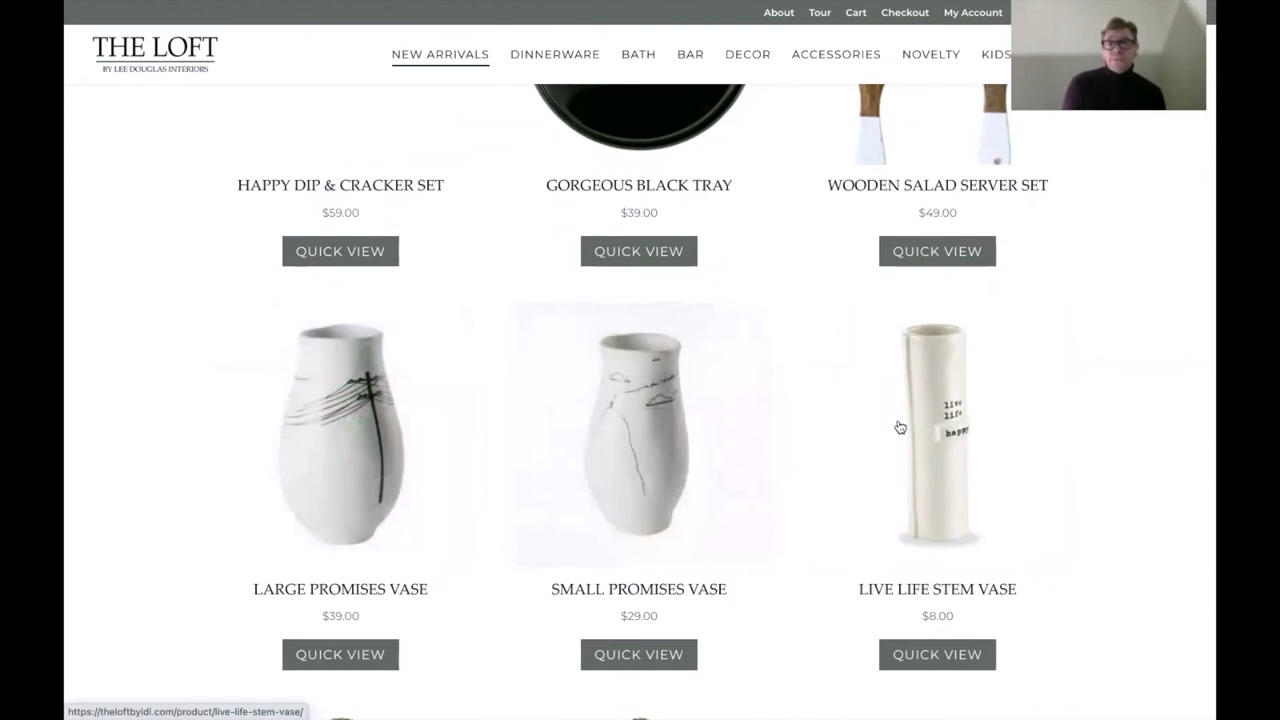 About Tour Cart Checkout My Account
THE LOFT
BY LEE DOUGLAS INTERIORS
NEW ARRIVALS DINNERWARE BATH BAR DECOR ACCESSORIES NOVELTY KIDS
HAPPY DIP & CRACKER SET
$59.00
QUICK VIEW
GORGEOUS BLACK TRAY
$39.00
QUICK VIEW
WOODEN SALAD SERVER SET
$49.00
QUICK VIEW
live
life
happy
LARGE PROMISES VASE
$39.00
QUICK VIEW
SMALL PROMISES VASE
$29.00
QUICK VIEW
LIVE LIFE STEM VASE
$8.00
QUICK VIEW
https://theloftbyldi.com/product/live-life-stem-vase/